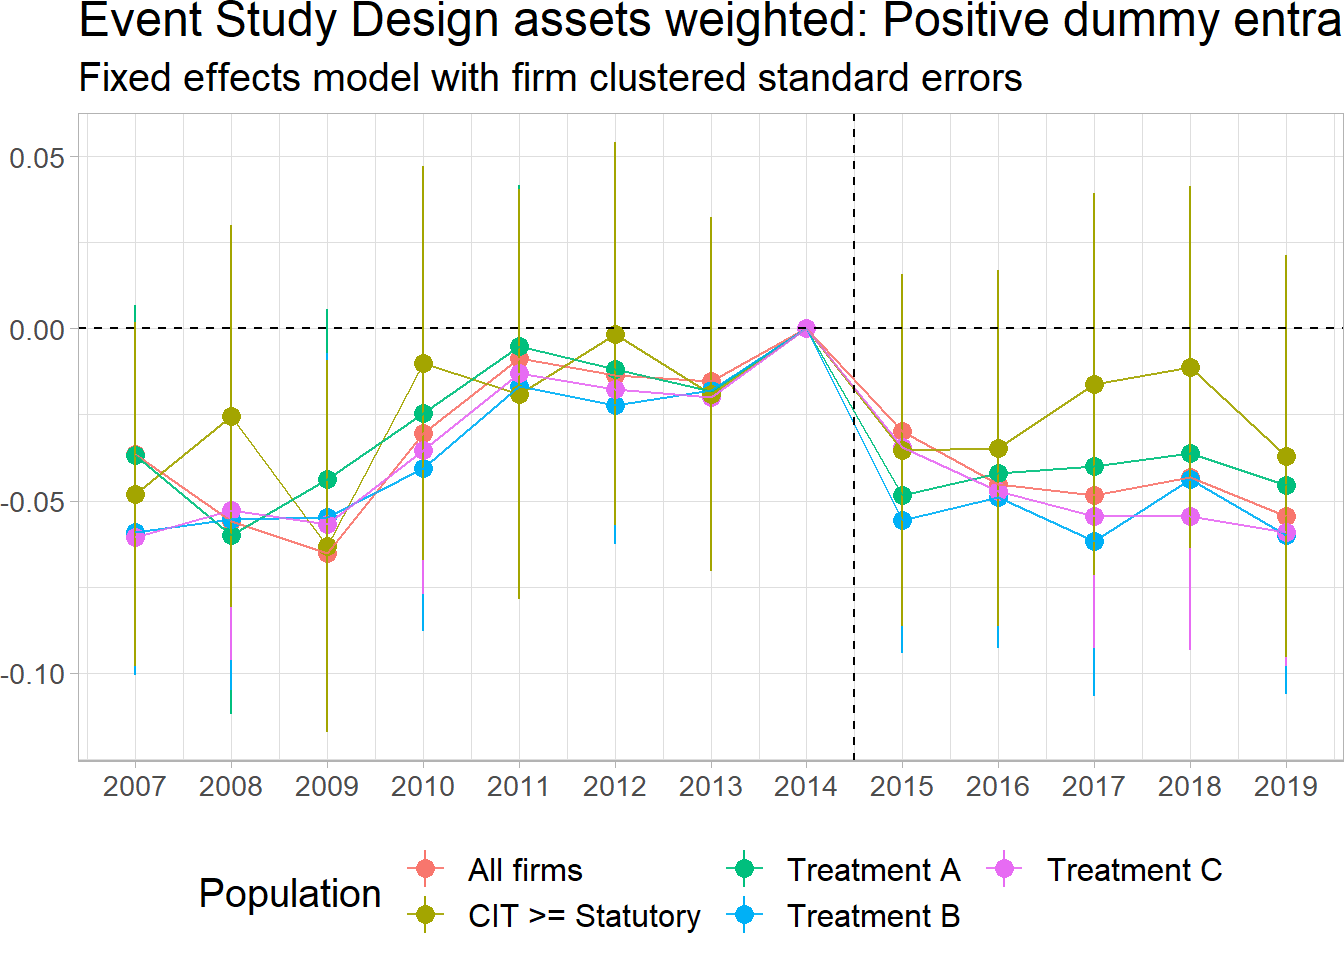 Event Study Design assets weighted: Positive dummy entra
Fixed effects model with firm clustered standard errors
0.05
0.00
-0.05
-0.10
2007 2008 2009 2010 2011 2012 2013 2014 2015 2016 2017 2018 2019
Population
All firms
CIT >= Statutory
Treatment A
Treatment B
Treatment C